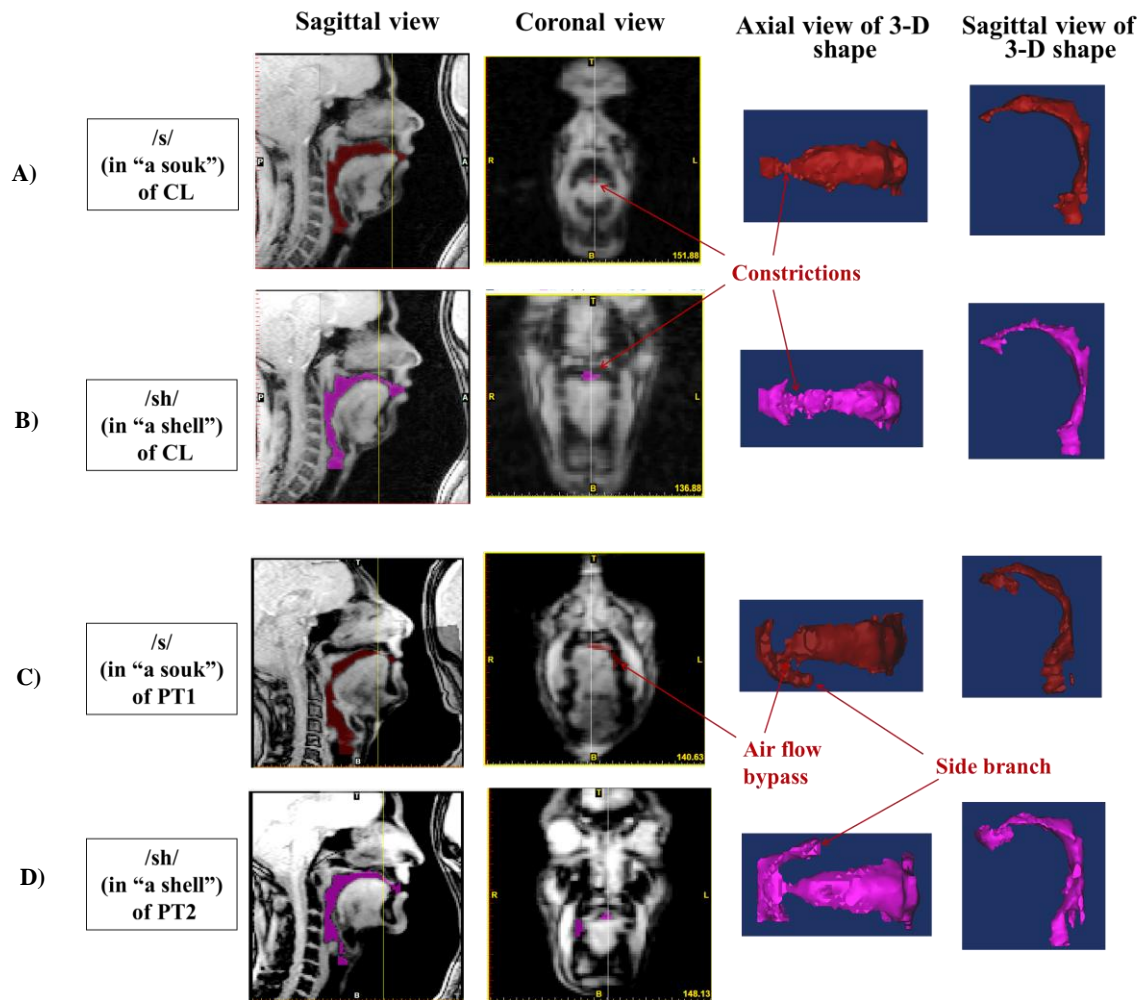 Sagittal view
Coronal view
Axial view of 3-D
shape
Sagittal view of
3-D shape
A)
/s/
(in “a souk”)
of CL
P
A
T
R
L
B
151.88
Constrictions
B)
/sh/
(in “a shell”)
of CL
P
A
T
R
L
B
136.88
C)
/s/
(in “a souk”)
of PT1
T
B
T
R
L
B
140.63
Air flow
bypass
Side branch
D)
/sh/
(in “a shell”)
of PT2
T
B
T
R
L
B
148.13